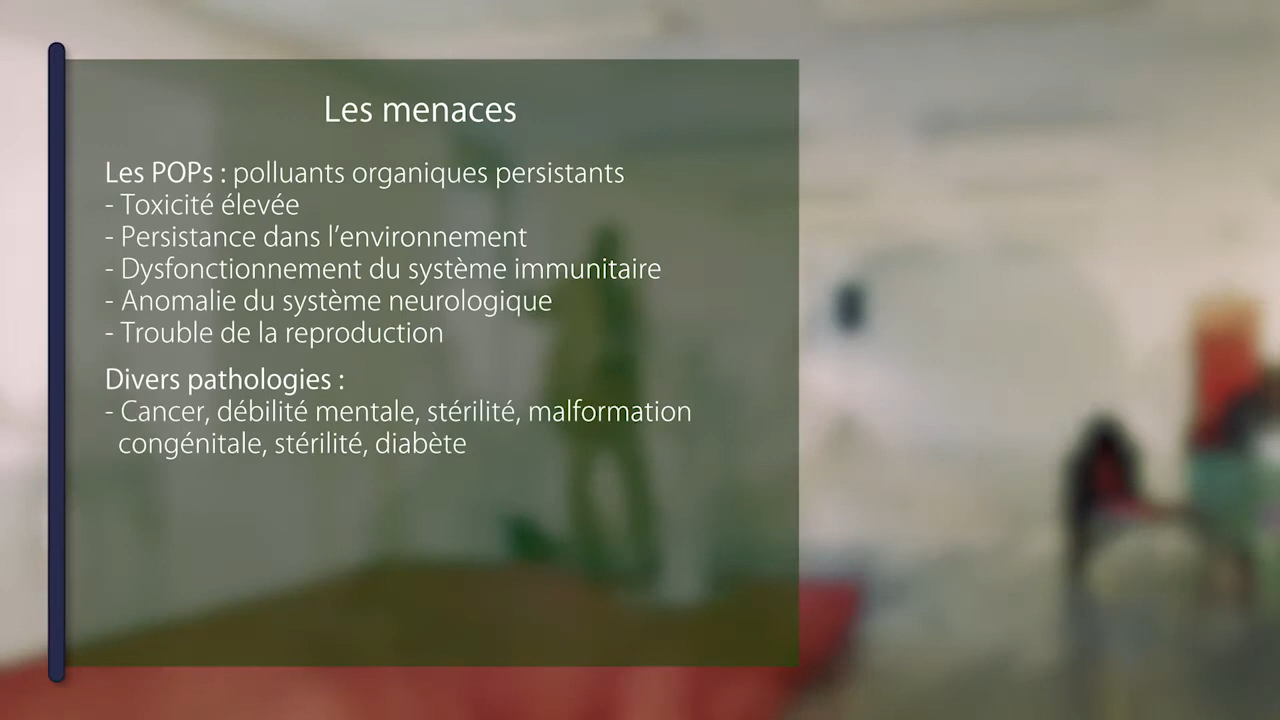 Les menaces
Les POPs : polluants organiques persistants
- Toxicité élevée
- Persistance dans l’environnement
- Dysfonctionnement du système immunitaire
- Anomalie du système neurologique
- Trouble de la reproduction
Divers pathologies :
- Cancer, débilité mentale, stérilité, malformation
congénitale, stérilité, diabète